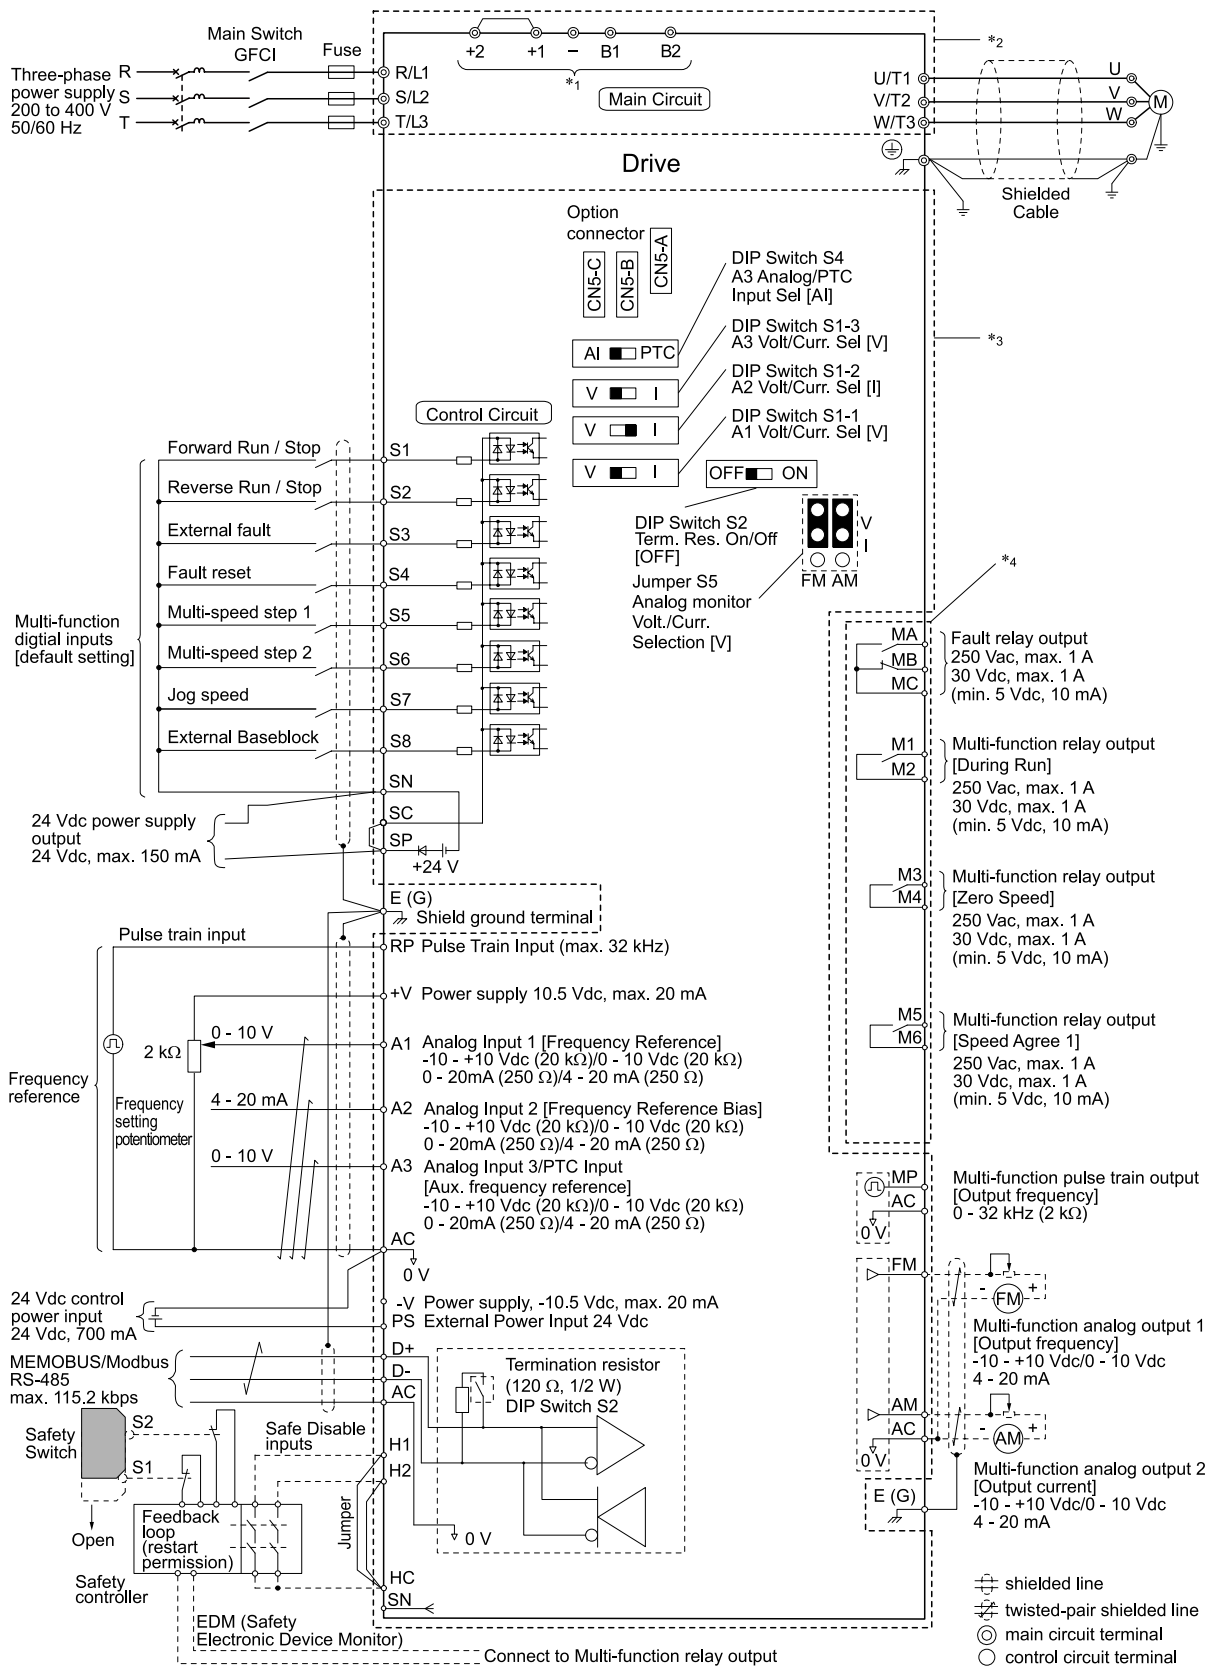 Main Switch
GFCI
Fuse
Three-phase
power supply
200 to 400 V
50/60 Hz
R
S
T
R/L1
S/L2
T/L3
+2
+1
−
B1
B2
*1
Main Circuit
*2
U/T1
V/T2
W/T3
U
V
W
M
Drive
Shielded
Cable
Option
connector
CN5-C
CN5-B
CN5-A
DIP Switch S4
A3 Analog/PTC
Input Sel [AI]
DIP Switch S1-3
A3 Volt/Curr. Sel [V]
*3
DIP Switch S1-2
A2 Volt/Curr. Sel [I]
DIP Switch S1-1
A1 Volt/Curr. Sel [V]
AI PTC
V I
V I
V I
OFF ON
Control Circuit
DIP Switch S2
Term. Res. On/Off
[OFF]
Jumper S5
Analog monitor
Volt./Curr.
Selection [V]
V
I
FM AM
*4
Multi-function
digtial inputs
[default setting]
Forward Run / Stop
S1
Reverse Run / Stop
S2
External fault
S3
Fault reset
S4
Multi-speed step 1
S5
Multi-speed step 2
S6
Jog speed
S7
External Baseblock
S8
SN
SC
SP
+24 V
24 Vdc power supply
output
24 Vdc, max. 150 mA
MA
MB
MC
Fault relay output
250 Vac, max. 1 A
30 Vdc, max. 1 A
(min. 5 Vdc, 10 mA)
M1
M2
Multi-function relay output
[During Run]
250 Vac, max. 1 A
30 Vdc, max. 1 A
(min. 5 Vdc, 10 mA)
M3
M4
Multi-function relay output
[Zero Speed]
250 Vac, max. 1 A
30 Vdc, max. 1 A
(min. 5 Vdc, 10 mA)
M5
M6
Multi-function relay output
[Speed Agree 1]
250 Vac, max. 1 A
30 Vdc, max. 1 A
(min. 5 Vdc, 10 mA)
E (G)
Shield ground terminal
Pulse train input
RP Pulse Train Input (max. 32 kHz)
+V Power supply 10.5 Vdc, max. 20 mA
Frequency
reference
2 kΩ
Frequency
setting
potentiometer
0 - 10 V
A1 Analog Input 1 [Frequency Reference]
-10 - +10 Vdc (20 kΩ)/0 - 10 Vdc (20 kΩ)
0 - 20mA (250 Ω)/4 - 20 mA (250 Ω)
4 - 20 mA
A2 Analog Input 2 [Frequency Reference Bias]
-10 - +10 Vdc (20 kΩ)/0 - 10 Vdc (20 kΩ)
0 - 20mA (250 Ω)/4 - 20 mA (250 Ω)
0 - 10 V
A3 Analog Input 3/PTC Input
[Aux. frequency reference]
-10 - +10 Vdc (20 kΩ)/0 - 10 Vdc (20 kΩ)
0 - 20mA (250 Ω)/4 - 20 mA (250 Ω)
AC
0 V
-V Power supply, -10.5 Vdc, max. 20 mA
PS External Power Input 24 Vdc
24 Vdc control
power input
24 Vdc, 700 mA
MP
AC
0 V
Multi-function pulse train output
[Output frequency]
0 - 32 kHz (2 kΩ)
FM
- +
FM
Multi-function analog output 1
[Output frequency]
-10 - +10 Vdc/0 - 10 Vdc
4 - 20 mA
AM
AC
0 V
- +
AM
Multi-function analog output 2
[Output current]
-10 - +10 Vdc/0 - 10 Vdc
4 - 20 mA
E (G)
MEMOBUS/Modbus
RS-485
max. 115.2 kbps
D+
D-
AC
Termination resistor
(120 Ω, 1/2 W)
DIP Switch S2
0 V
Safety
Switch
S2
S1
Open
Safe Disable
inputs
H1
H2
Jumper
Feedback
loop
(restart
permission)
Safety
controller
HC
SN
EDM (Safety
Electronic Device Monitor)
Connect to Multi-function relay output
shielded line
twisted-pair shielded line
main circuit terminal
control circuit terminal